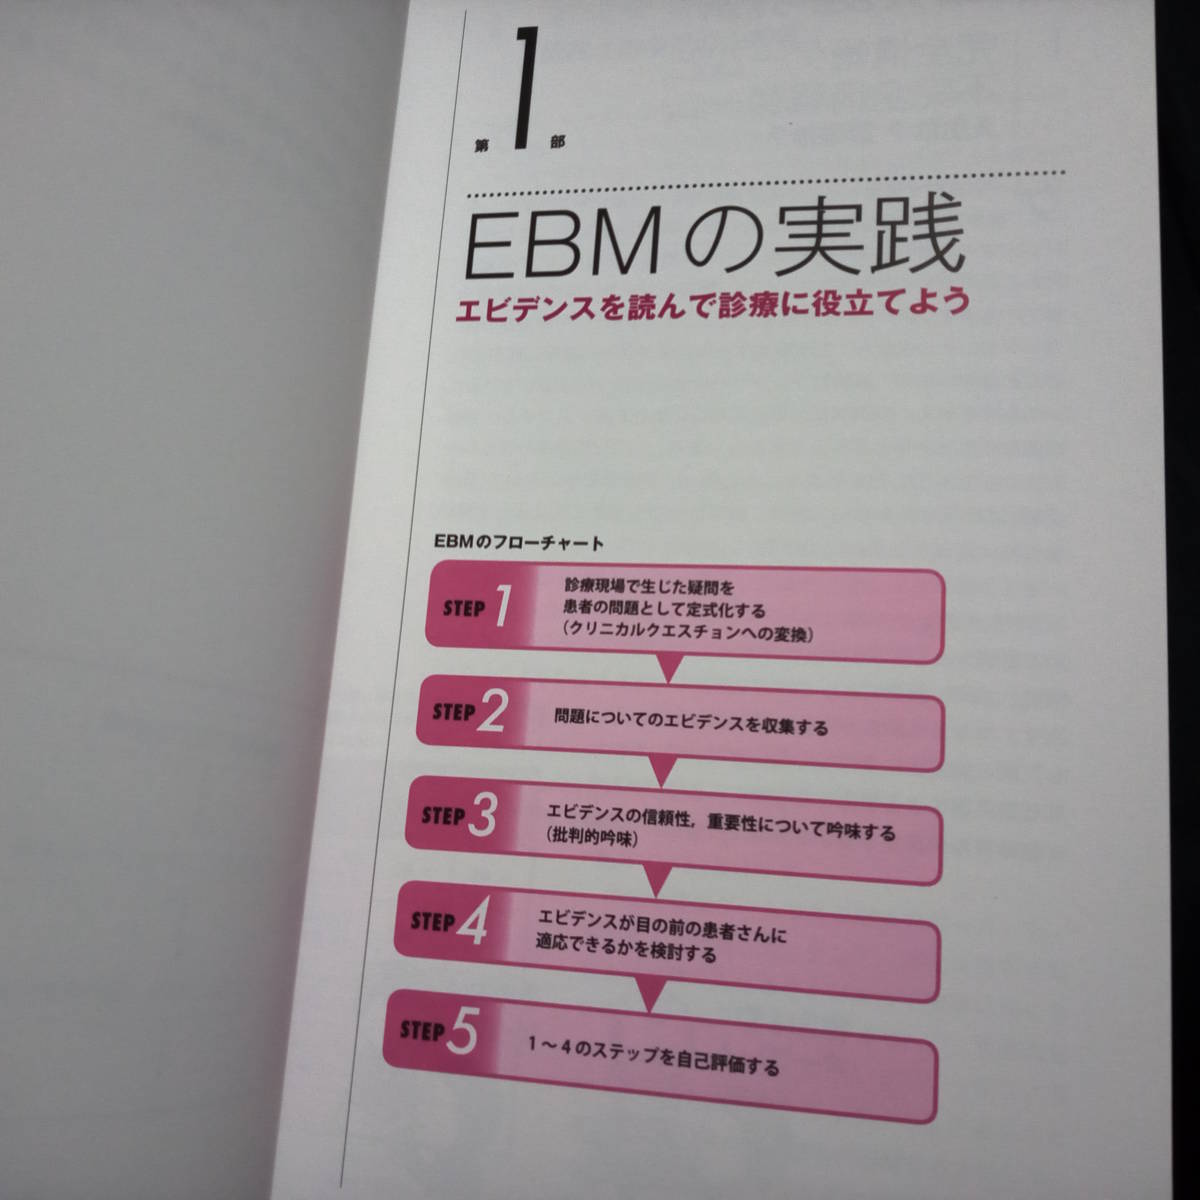 第1部
EBMの実践
エビデンスを読んで診療に役立てよう
EBMのフローチャート
STEP 1
診療現場で生じた疑問を
患者の問題として定式化する
(クリニカルクエスチョンへの変換)
STEP 2
問題についてのエビデンスを収集する
STEP 3
エビデンスの信頼性，重要性について吟味する
(批判的吟味)
STEP 4
エビデンスが目の前の患者さんに
適応できるかを検討する
STEP 5
1〜4のステップを自己評価する